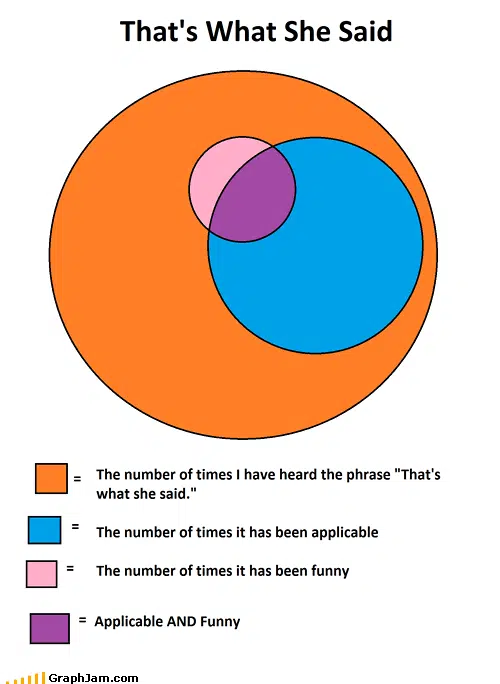 That's What She Said
= The number of times I have heard the phrase "That's
what she said."
= The number of times it has been applicable
= The number of times it has been funny
= Applicable AND Funny
GraphJam.com